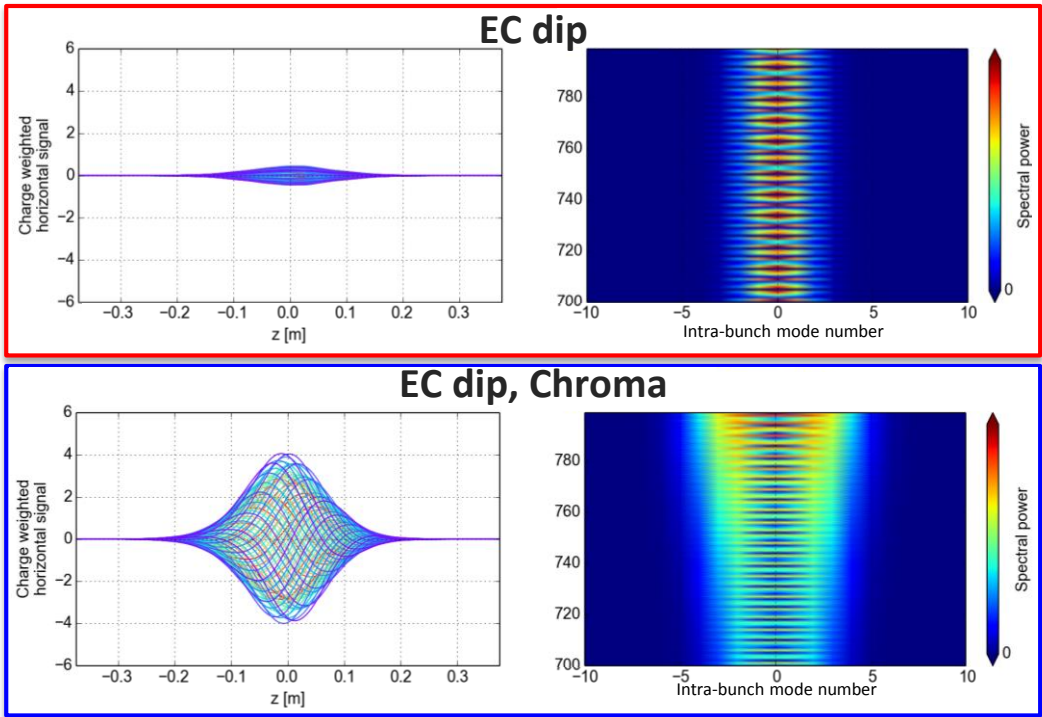 EC dip
Charge weighted
horizontal signal
6
4
2
0
−2
−4
−6
−0.3 −0.2 −0.1 0.0 0.1 0.2 0.3
z [m]
780
760
740
720
700
−10 −5 0 5 10
Intra-bunch mode number
0
Spectral power
EC dip, Chroma
Charge weighted
horizontal signal
6
4
2
0
−2
−4
−6
−0.3 −0.2 −0.1 0.0 0.1 0.2 0.3
z [m]
780
760
740
720
700
−10 −5 0 5 10
Intra-bunch mode number
0
Spectral power